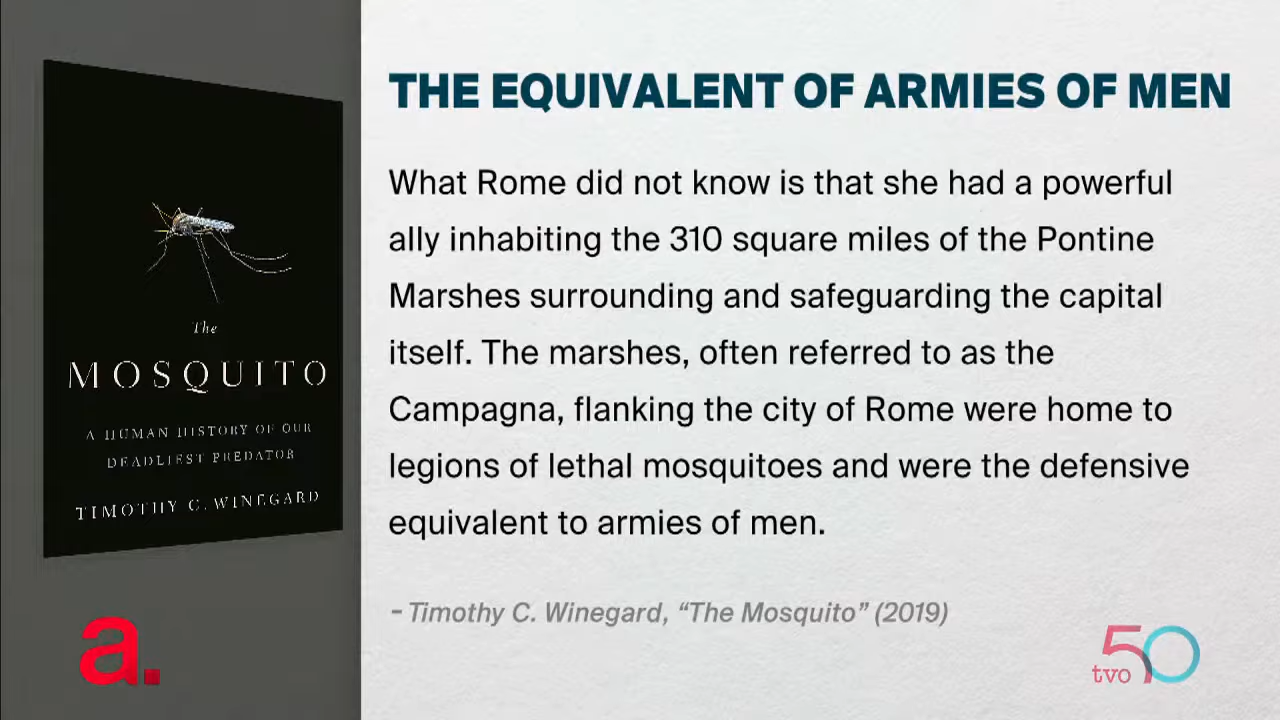 The
MOSQUITO
A HUMAN HISTORY OF OUR
DEADLIEST PREDATOR
TIMOTHY C. WINEGARD
a.
THE EQUIVALENT OF ARMIES OF MEN
What Rome did not know is that she had a powerful
ally inhabiting the 310 square miles of the Pontine
Marshes surrounding and safeguarding the capital
itself. The marshes, often referred to as the
Campagna, flanking the city of Rome were home to
legions of lethal mosquitoes and were the defensive
equivalent to armies of men.
– Timothy C. Winegard, “The Mosquito” (2019)
tvo 50